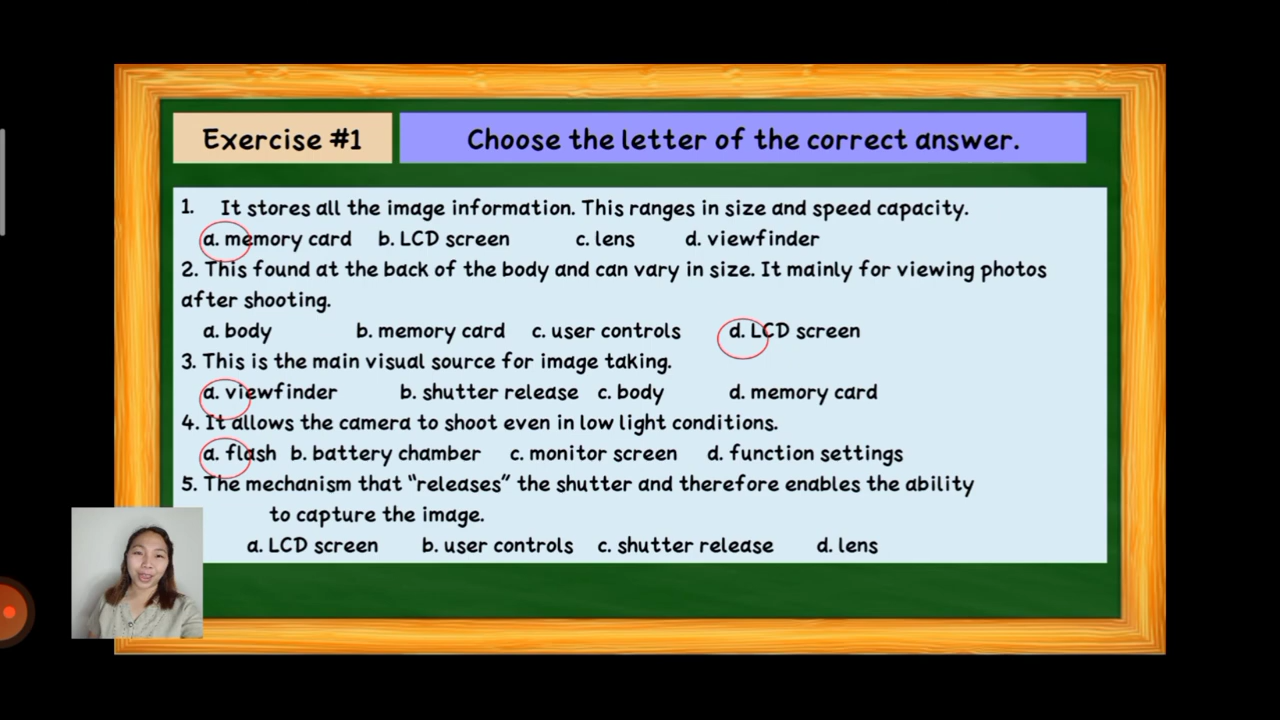 Exercise #1
Choose the letter of the correct answer.
1. It stores all the image information. This ranges in size and speed capacity.
a. memory card b. LCD screen c. lens d. viewfinder
2. This found at the back of the body and can vary in size. It mainly for viewing photos
after shooting.
a. body b. memory card c. user controls d. LCD screen
3. This is the main visual source for image taking.
a. viewfinder b. shutter release c. body d. memory card
4. It allows the camera to shoot even in low light conditions.
a. flash b. battery chamber c. monitor screen d. function settings
5. The mechanism that “releases” the shutter and therefore enables the ability
to capture the image.
a. LCD screen b. user controls c. shutter release d. lens